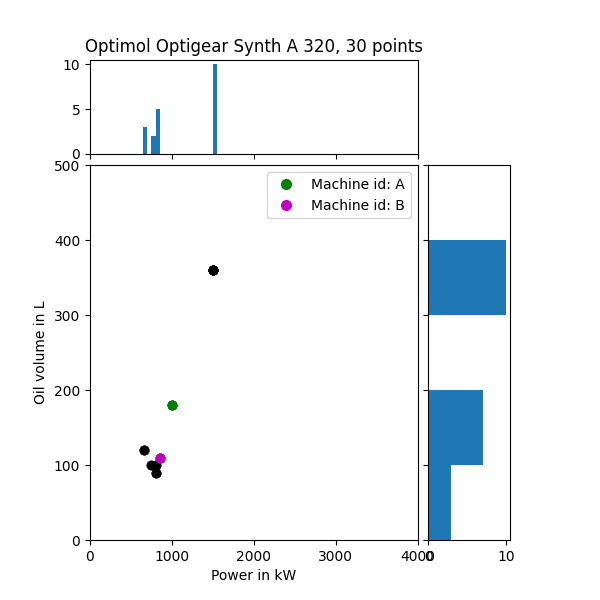 Optimol Optigear Synth A 320, 30 points
10
5
0
500
400
300
200
100
0
Oil volume in L
Machine id: A
Machine id: B
0 1000 2000 3000 4000
0 10
Power in kW